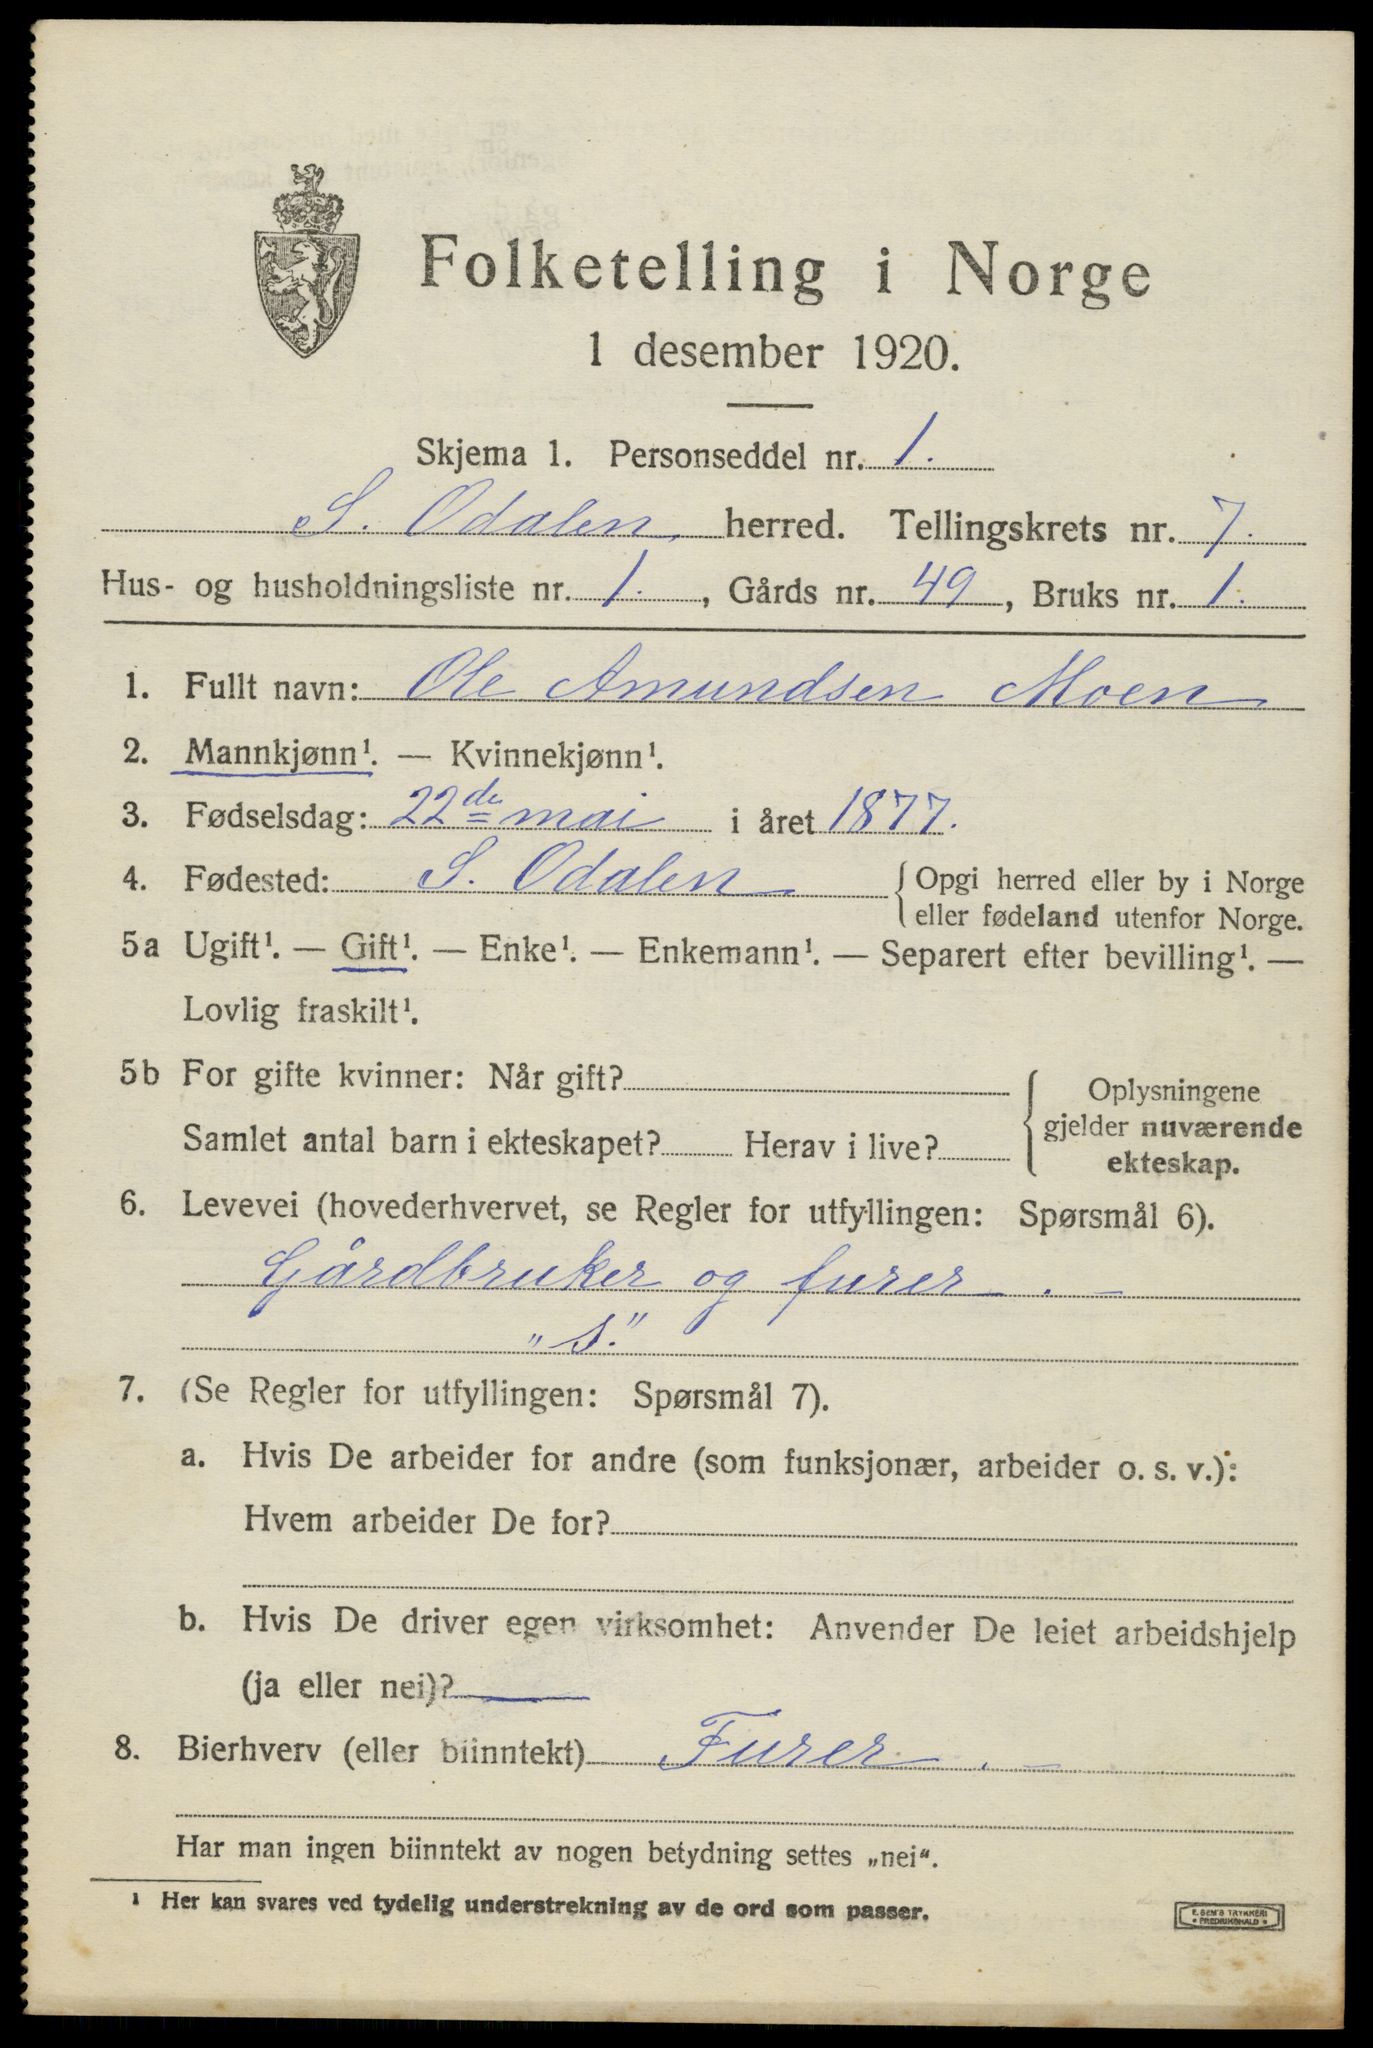 Folketelling i Norge
1 desember 1920.
Skjema 1. Personseddel nr. 1.
S. Odalen herred. Tellingskrets nr. 7.
Hus- og husholdningsliste nr. 1., Gårds nr. 49, Bruks nr. 1.
1. Fullt navn: Ole Amundsen Moen
2. Mannkjønn¹. — Kvinnekjønn¹.
3. Fødselsdag: 22de mai i året 1877.
4. Fødested: S. Odalen { Opgi herred eller by i Norge
eller fødeland utenfor Norge.
5a Ugift¹. — Gift¹. — Enke¹. — Enkemann¹. — Separert efter bevilling¹. —
Lovlig fraskilt¹.
5b For gifte kvinner: Når gift?
Samlet antal barn i ekteskapet? Herav i live?
Oplysningene
gjelder nuværende
ekteskap.
6. Levevei (hovederhvervet, se Regler for utfyllingen: Spørsmål 6).
Gårdbruker og furer . —
„s.”
7. (Se Regler for utfyllingen: Spørsmål 7).
a. Hvis De arbeider for andre (som funksjonær, arbeider o. s. v.):
Hvem arbeider De for?
b. Hvis De driver egen virksomhet: Anvender De leiet arbeidshjelp
(ja eller nei)? —
8. Bierhverv (eller biinntekt) Furer . —
Har man ingen biinntekt av nogen betydning settes „nei“.
¹ Her kan svares ved tydelig understrekning av de ord som passer.
E. SEM'S TRYKKERI
• FREDRIKSHALD •